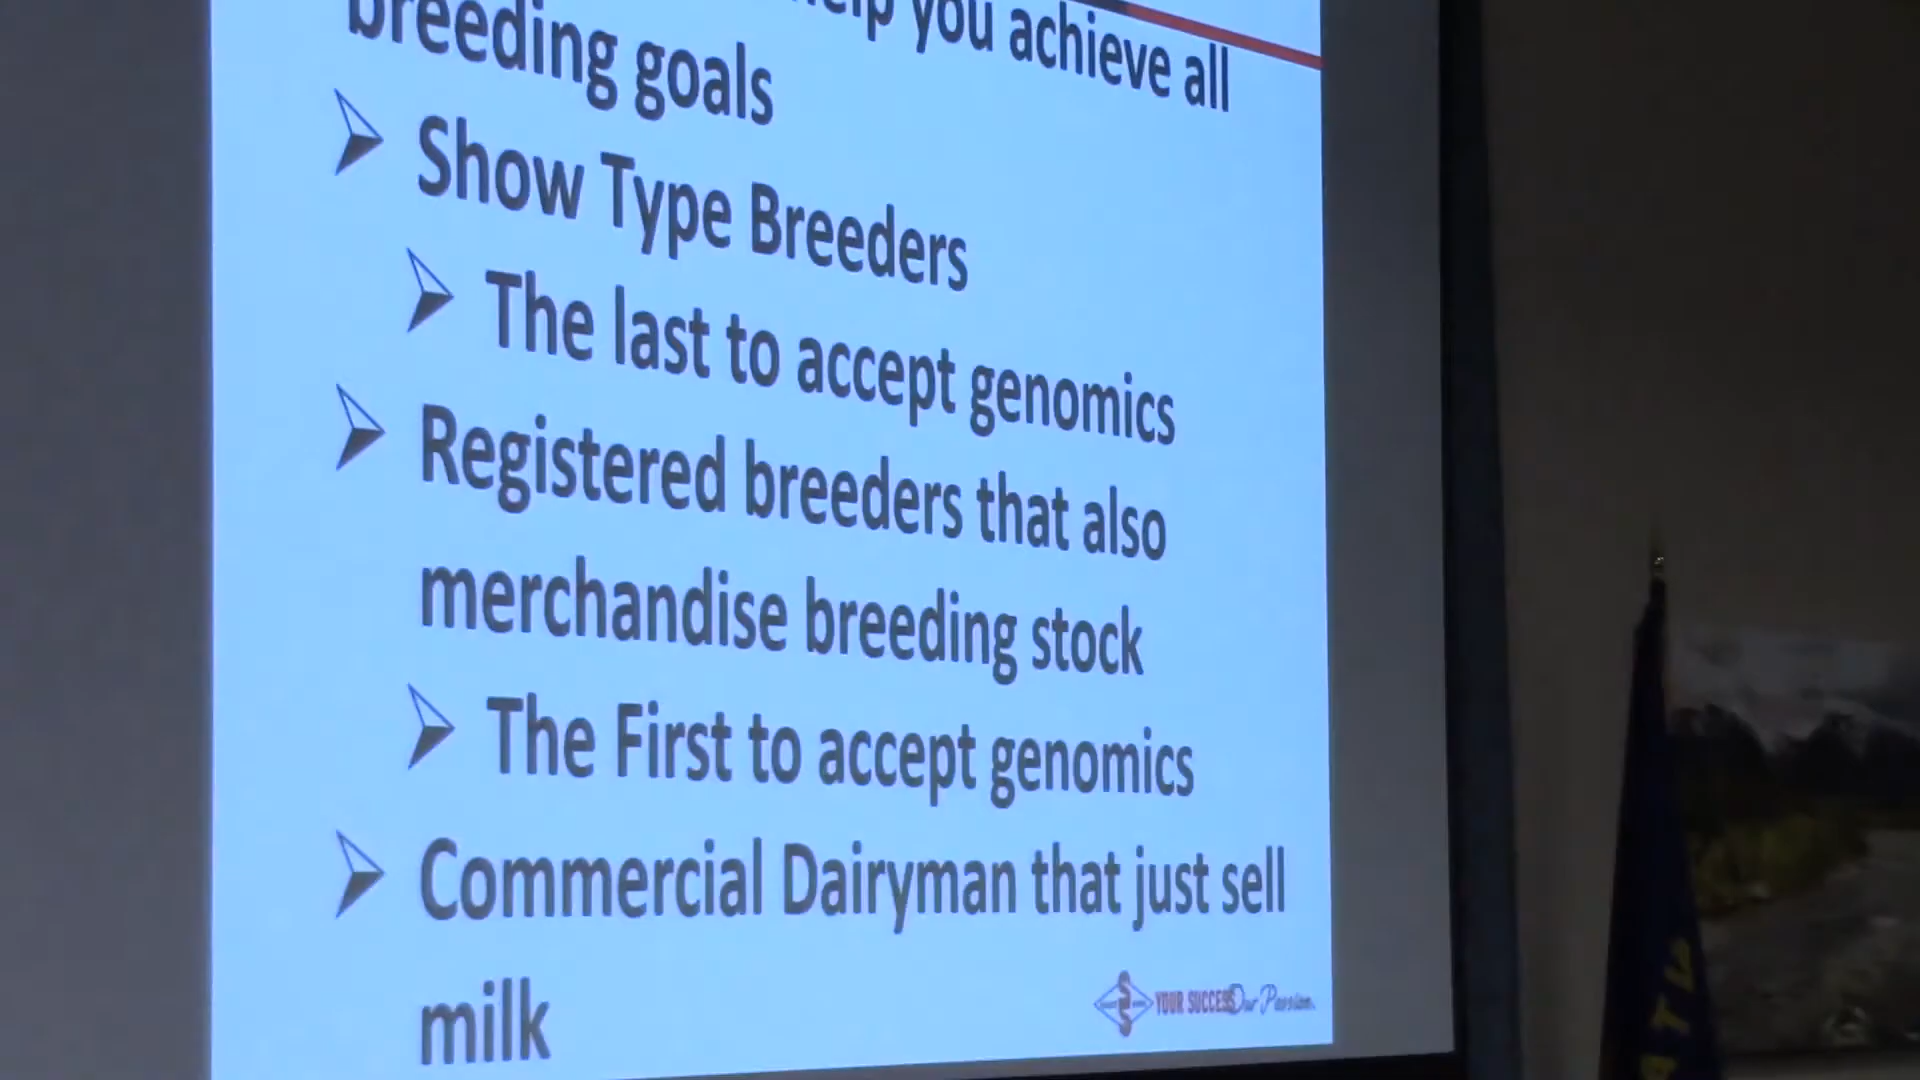 help you achieve all
breeding goals
Show Type Breeders
The last to accept genomics
Registered breeders that also
merchandise breeding stock
The First to accept genomics
Commercial Dairyman that just sell
milk
YOUR SUCCESS Our Passion.